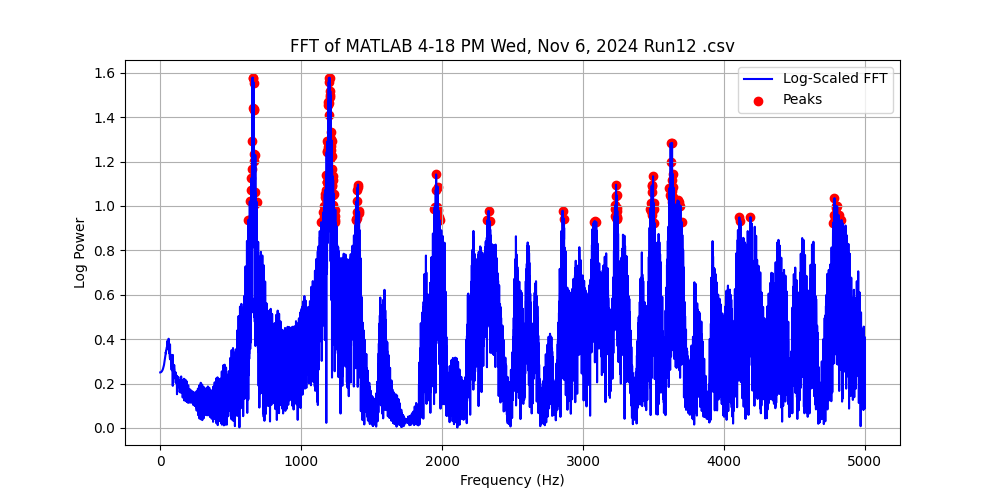 FFT of MATLAB 4-18 PM Wed, Nov 6, 2024 Run12 .csv
Log-Scaled FFT
Peaks
Log Power
1.6
1.4
1.2
1.0
0.8
0.6
0.4
0.2
0.0
0 1000 2000 3000 4000 5000
Frequency (Hz)